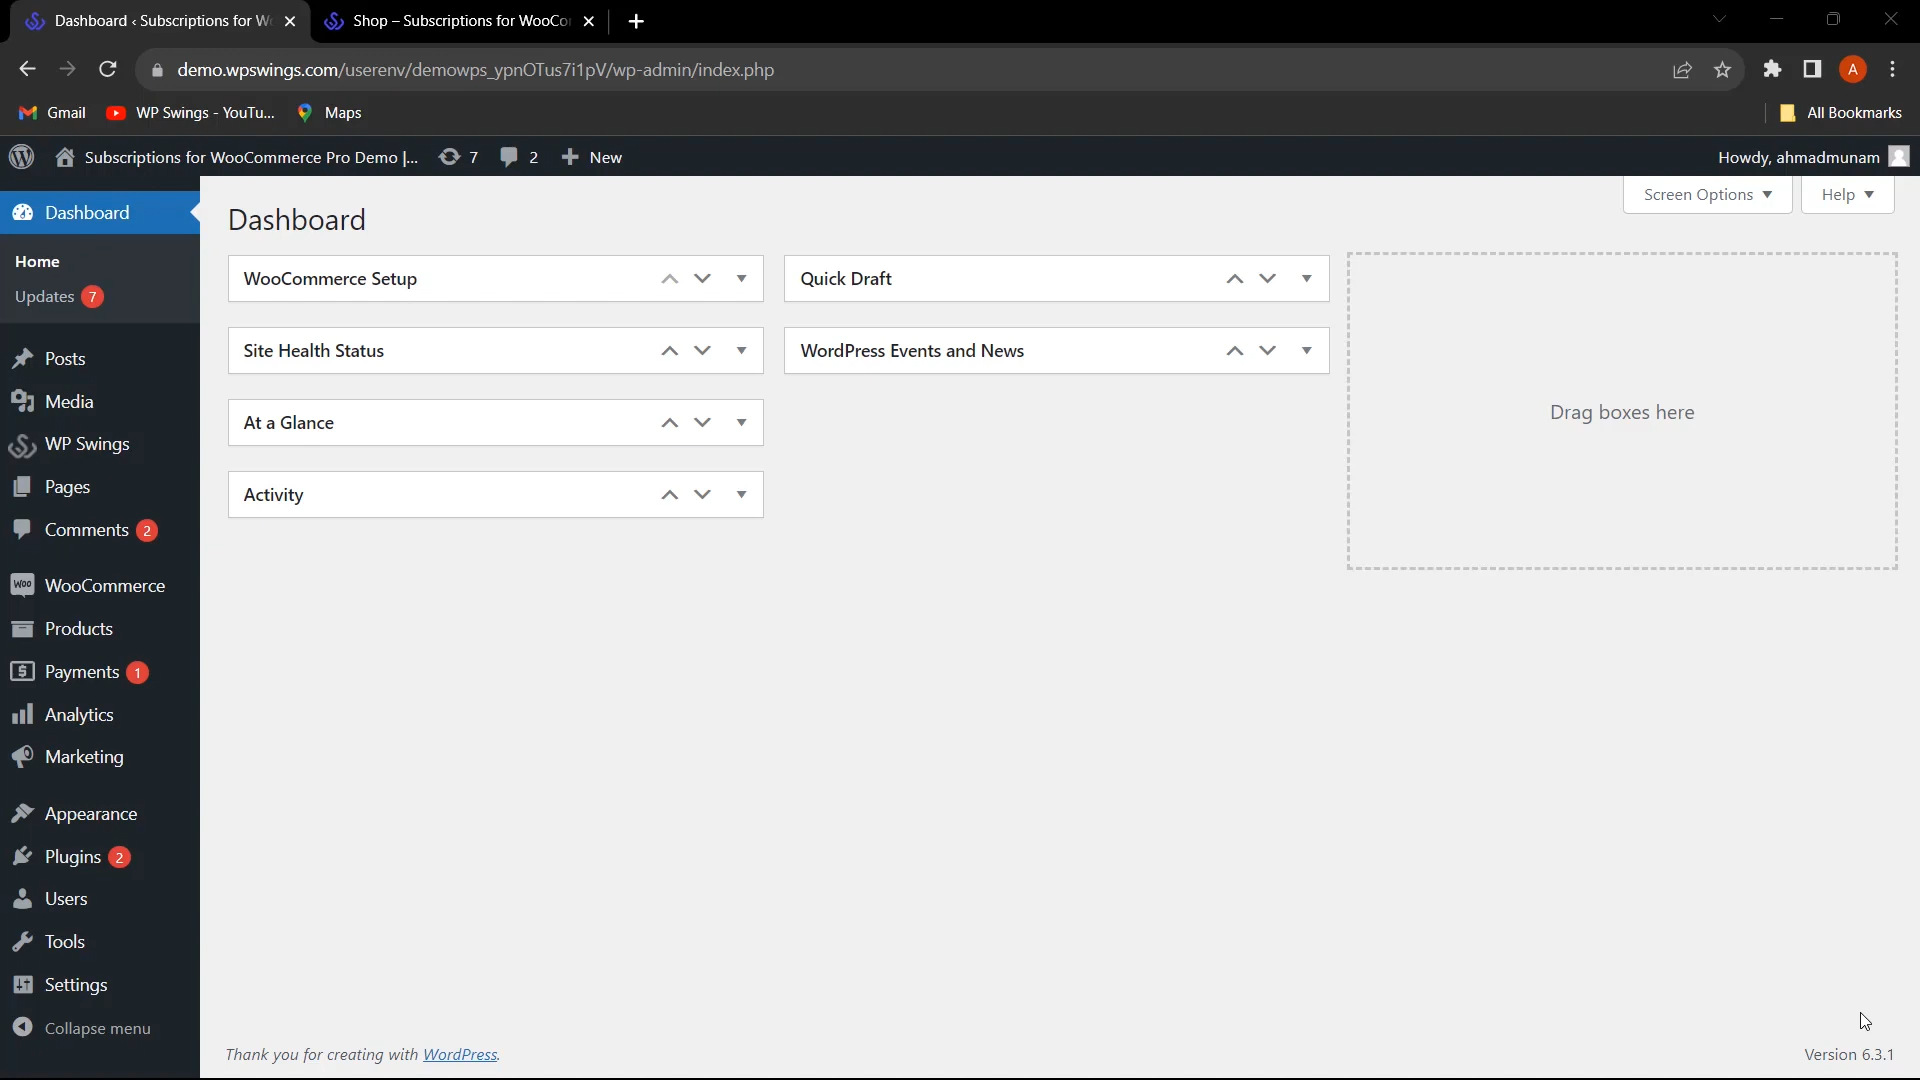 Dashboard ‹ Subscriptions for W
Shop – Subscriptions for WooCo
demo.wpswings.com/userenv/demowps_ypnOTus7i1pV/wp-admin/index.php
A
Gmail
WP Swings - YouTu...
Maps
All Bookmarks
Subscriptions for WooCommerce Pro Demo |...
7
2
New
Howdy, ahmadmunam
Dashboard
Home
Updates 7
Posts
Media
WP Swings
Pages
Comments 2
Woo WooCommerce
Products
Payments 1
Analytics
Marketing
Appearance
Plugins 2
Users
Tools
Settings
Collapse menu
Screen Options
Help
Dashboard
WooCommerce Setup
Quick Draft
Site Health Status
WordPress Events and News
At a Glance
Activity
Drag boxes here
Thank you for creating with WordPress.
Version 6.3.1